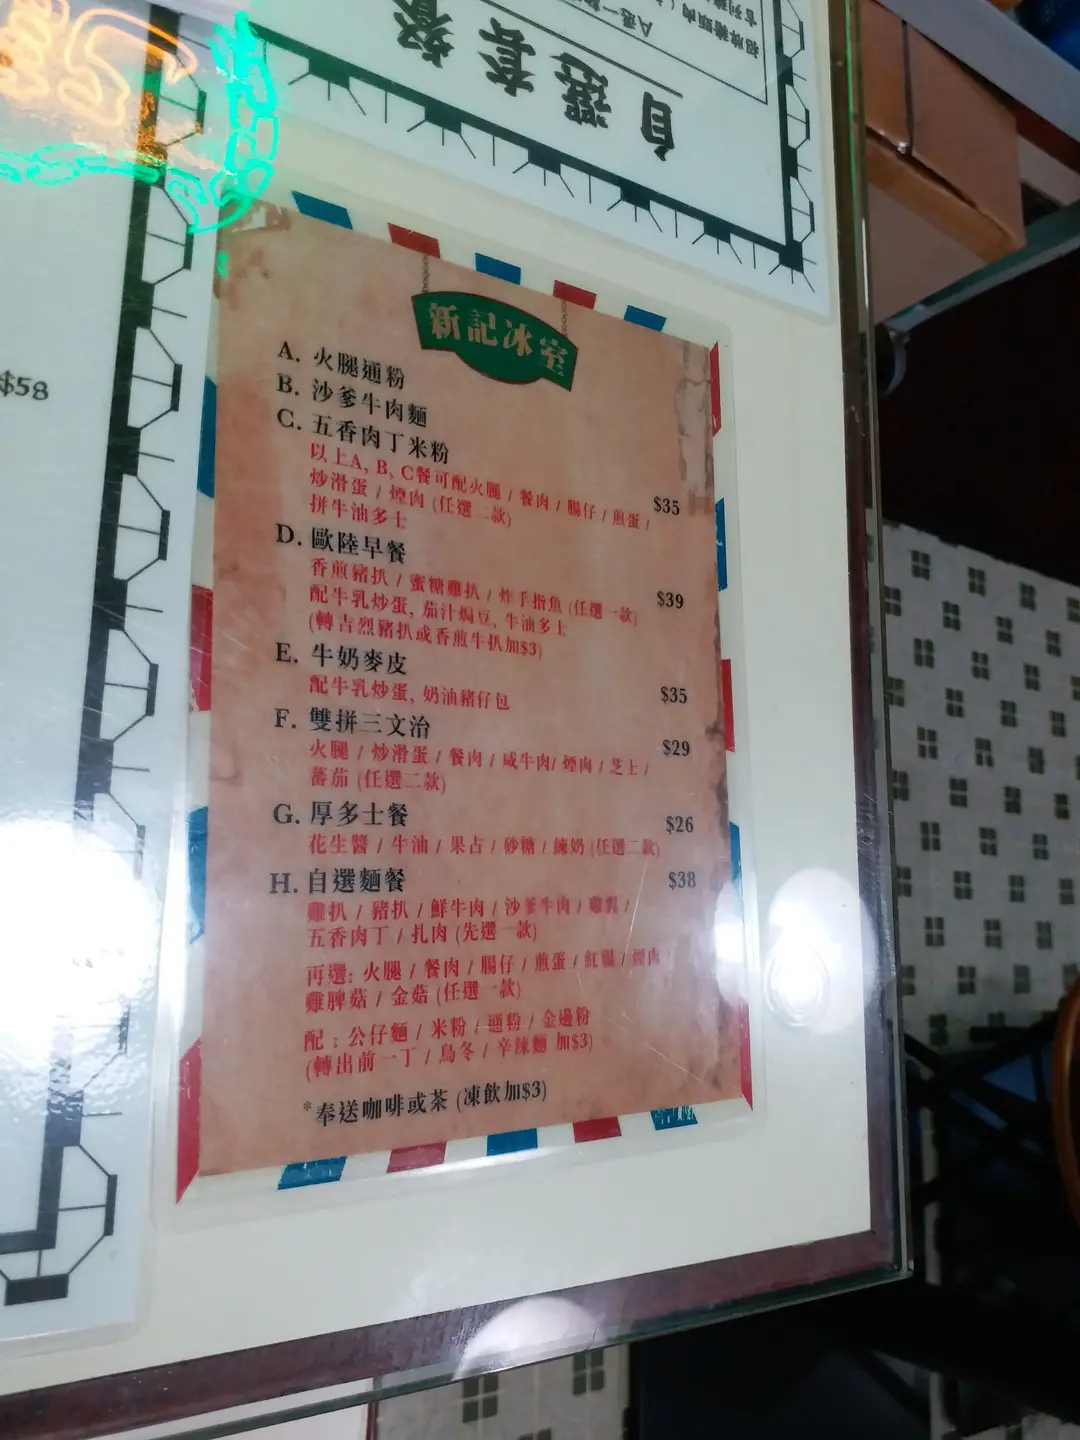 自選套餐
A選一款
$58
新記冰室
A. 火腿通粉
B. 沙爹牛肉麵
C. 五香肉丁米粉
以上A, B, C餐可配火腿 / 餐肉 / 腸仔 / 煎蛋 /
炒滑蛋 / 煙肉 (任選二款) $35
拼牛油多士
D. 歐陸早餐
香煎豬扒 / 蜜糖雞扒 / 炸手指魚 (任選一款) $39
配牛乳炒蛋, 茄汁焗豆, 牛油多士
(轉吉烈豬扒或香煎牛扒加$3)
E. 牛奶麥皮
配牛乳炒蛋, 奶油豬仔包 $35
F. 雙拼三文治 $29
火腿 / 炒滑蛋 / 餐肉 / 咸牛肉/ 煙肉 / 芝士 /
蕃茄 (任選二款)
G. 厚多士餐 $26
花生醬 / 牛油 / 果占 / 砂糖 / 鍊奶 (任選二款)
H. 自選麵餐 $38
雞扒 / 豬扒 / 鮮牛肉 / 沙爹牛肉 / 雞翼 /
五香肉丁 / 扎肉 (先選一款)
再選: 火腿 / 餐肉 / 腸仔 / 煎蛋 / 紅腸 / 煙肉
雞脾菇 / 金菇 (任選一款)
配 : 公仔麵 / 米粉 / 通粉 / 金邊粉
(轉出前一丁 / 烏冬 / 辛辣麵 加$3)
*奉送咖啡或茶 (凍飲加$3)